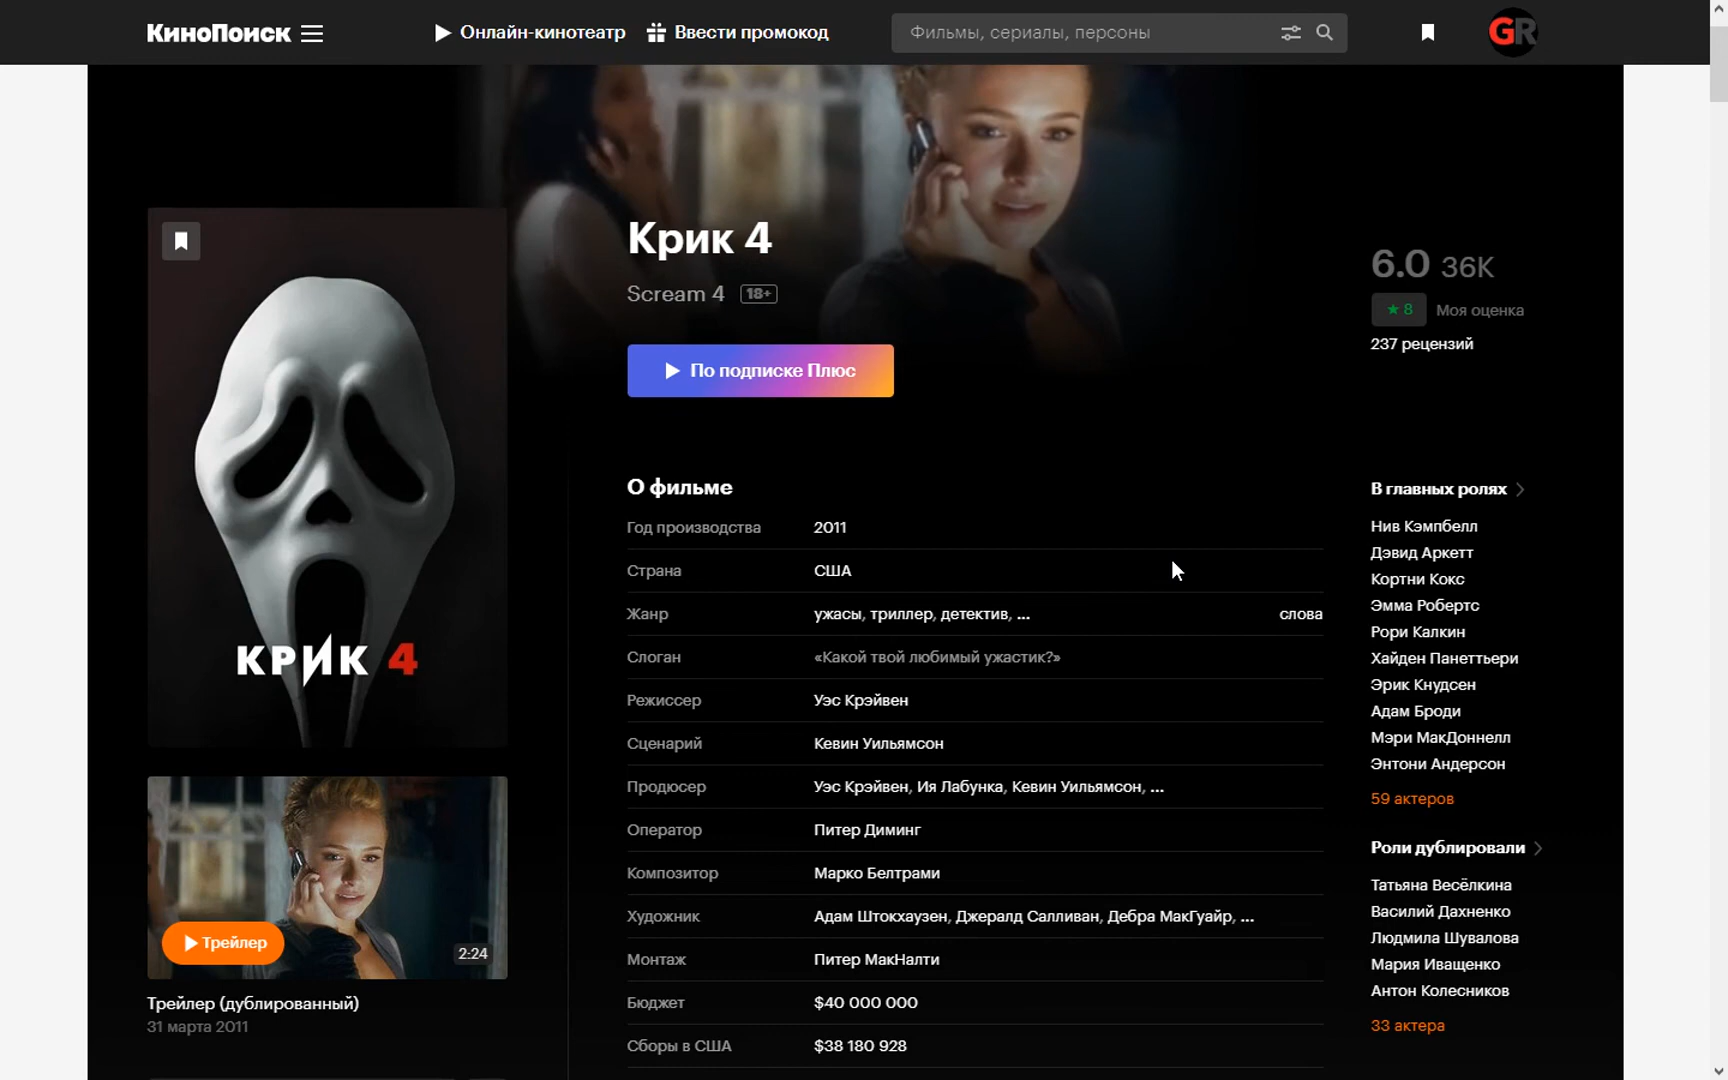 КиноПоиск
Онлайн-кинотеатр
Ввести промокод
Фильмы, сериалы, персоны
GR
Крик 4
Scream 4 18+
По подписке Плюс
6.0 36K
★ 8 Моя оценка
237 рецензий
КРИК 4
Трейлер
2:24
Трейлер (дублированный)
31 марта 2011
О фильме
Год производства 2011
Страна США
Жанр ужасы, триллер, детектив, ... слова
Слоган «Какой твой любимый ужастик?»
Режиссер Уэс Крэйвен
Сценарий Кевин Уильямсон
Продюсер Уэс Крэйвен, Ия Лабунка, Кевин Уильямсон, ...
Оператор Питер Диминг
Композитор Марко Белтрами
Художник Адам Штокхаузен, Джералд Салливан, Дебра МакГуайр, ...
Монтаж Питер МакНалти
Бюджет $40 000 000
Сборы в США $38 180 928
В главных ролях
Нив Кэмпбелл
Дэвид Аркетт
Кортни Кокс
Эмма Робертс
Рори Калкин
Хайден Панеттьери
Эрик Кнудсен
Адам Броди
Мэри МакДоннелл
Энтони Андерсон
59 актеров
Роли дублировали
Татьяна Весёлкина
Василий Дахненко
Людмила Шувалова
Мария Иващенко
Антон Колесников
33 актера